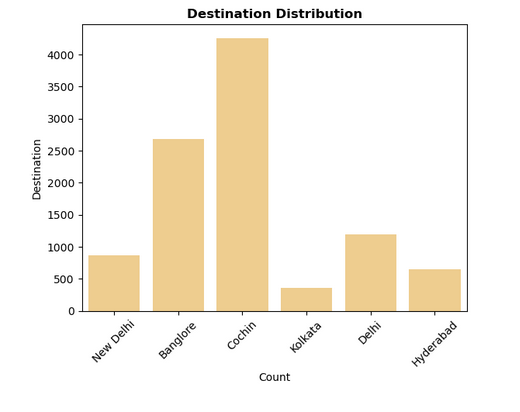 Destination Distribution
Destination
4000
3500
3000
2500
2000
1500
1000
500
0
New Delhi
Banglore
Cochin
Kolkata
Delhi
Hyderabad
Count